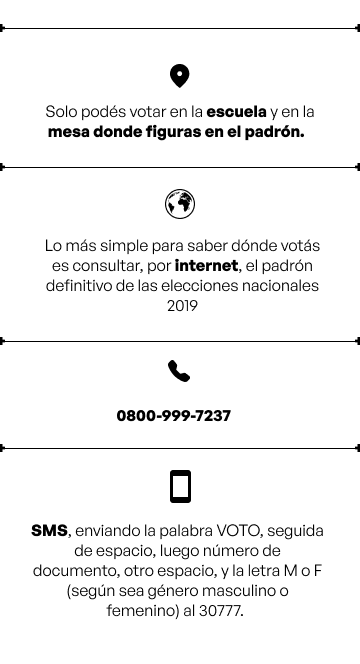 Solo podés votar en la escuela y en la
mesa donde figuras en el padrón.
Lo más simple para saber dónde votás
es consultar, por internet, el padrón
definitivo de las elecciones nacionales
2019
0800-999-7237
SMS, enviando la palabra VOTO, seguida
de espacio, luego número de
documento, otro espacio, y la letra M o F
(según sea género masculino o
femenino) al 30777.